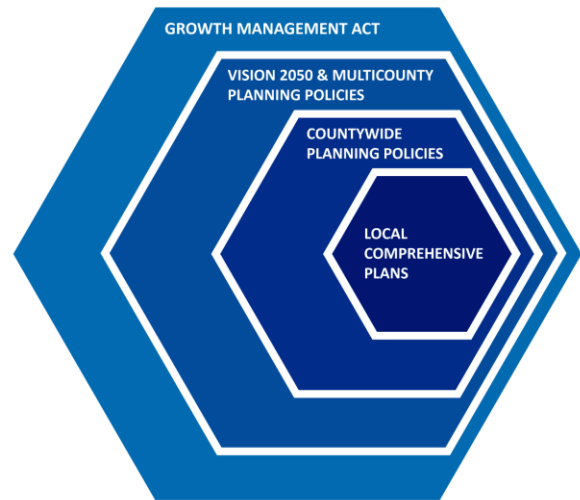 GROWTH MANAGEMENT ACT
VISION 2050 & MULTICOUNTY
PLANNING POLICIES
COUNTYWIDE
PLANNING POLICIES
LOCAL
COMPREHENSIVE
PLANS